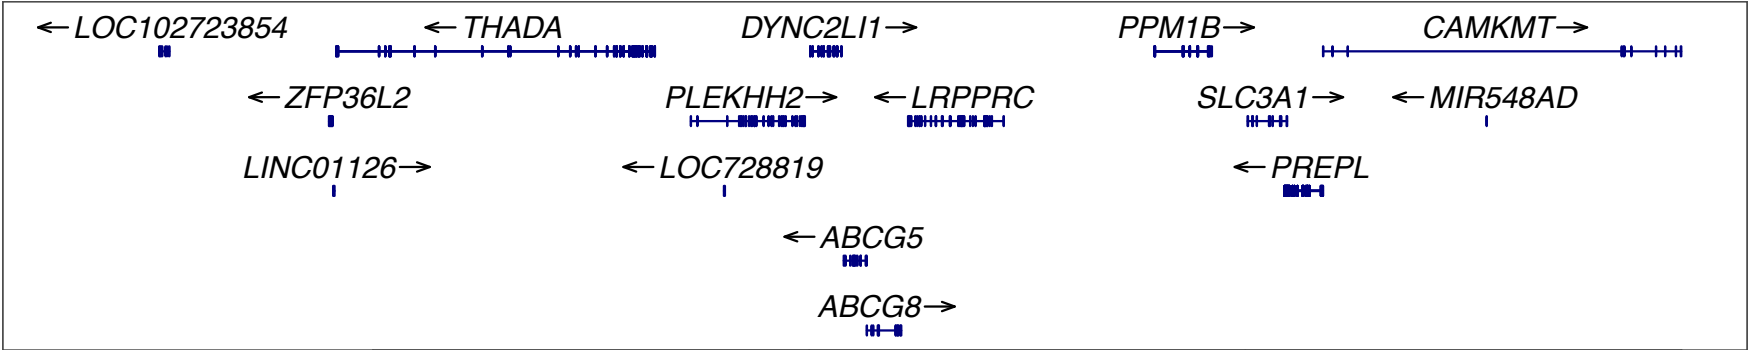 ←LOC102723854 ←THADA DYNC2LI1→ PPM1B→ CAMKMT→
←ZFP36L2 PLEKHH2→ ←LRPPRC SLC3A1→ ←MIR548AD
LINC01126→ ←LOC728819 ←PREPL
←ABCG5
ABCG8→